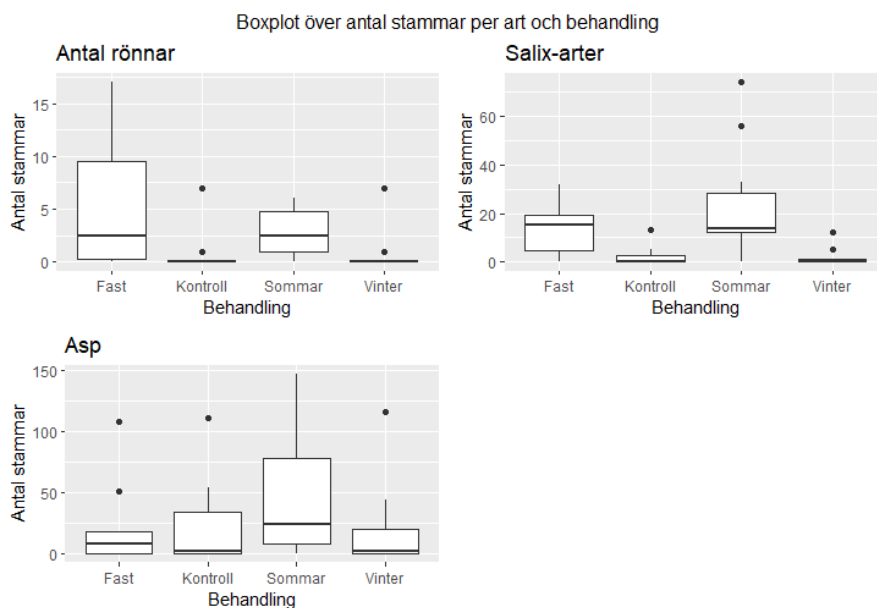 Boxplot över antal stammar per art och behandling
Antal rönnar
Antal stammar
15
10
5
0
Fast Kontroll Sommar Vinter
Behandling
Salix-arter
Antal stammar
60
40
20
0
Fast Kontroll Sommar Vinter
Behandling
Asp
Antal stammar
150
100
50
0
Fast Kontroll Sommar Vinter
Behandling